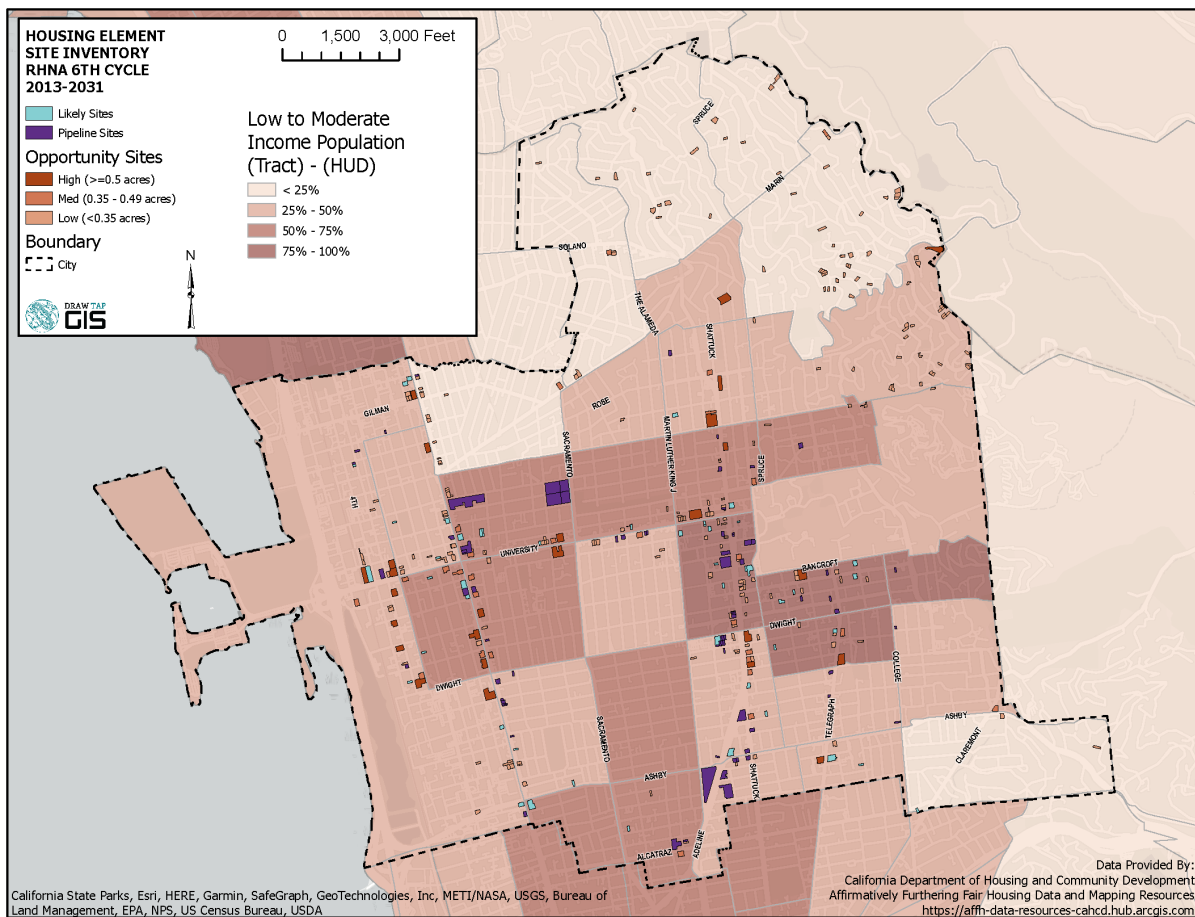 HOUSING ELEMENT
SITE INVENTORY
RHNA 6TH CYCLE
2013-2031
Likely Sites
Pipeline Sites
Opportunity Sites
High (>=0.5 acres)
Med (0.35 - 0.49 acres)
Low (<0.35 acres)
Boundary
City
DRAW TAP
GIS
N
0 1,500 3,000 Feet
Low to Moderate
Income Population
(Tract) - (HUD)
< 25%
25% - 50%
50% - 75%
75% - 100%
SPRUCE
MARIN
SOLANO
THE ALAMEDA
SHATTUCK
GILMAN
ROSE
SACRAMENTO
MARTIN LUTHER KING J
SPRUCE
4TH
UNIVERSITY
BANCROFT
DWIGHT
DWIGHT
COLLEGE
SACRAMENTO
TELEGRAPH
ASHBY
CLAREMONT
ASHBY
SHATTUCK
ALCATRAZ
ADELINE
California State Parks, Esri, HERE, Garmin, SafeGraph, GeoTechnologies, Inc, METI/NASA, USGS, Bureau of
Land Management, EPA, NPS, US Census Bureau, USDA
Data Provided By:
California Department of Housing and Community Development
Affirmatively Furthering Fair Housing Data and Mapping Resources
https://affh-data-resources-cahcd.hub.arcgis.com